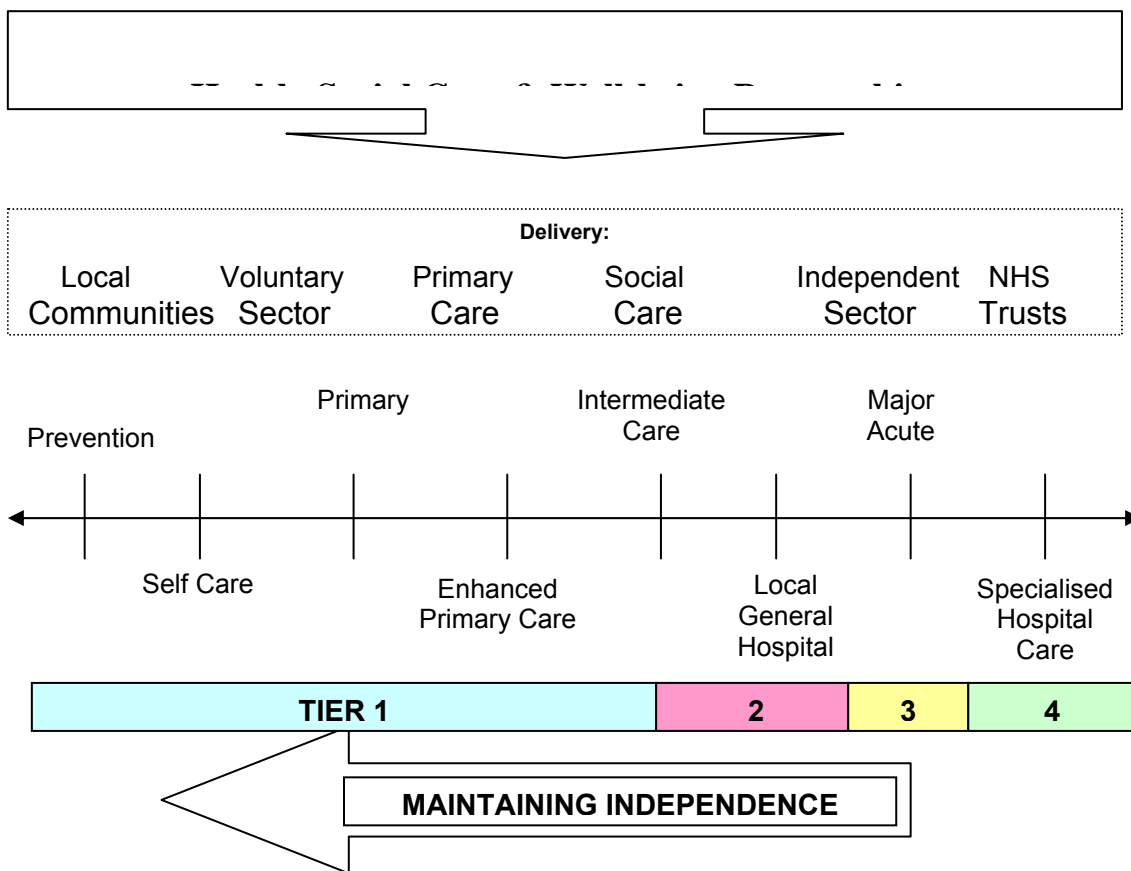 Delivery:
Local Voluntary Primary Social Independent NHS
Communities Sector Care Care Sector Trusts
Primary
Intermediate
Care
Major
Acute
Prevention
Self Care
Enhanced
Primary Care
Local
General
Hospital
Specialised
Hospital
Care
TIER 1 2 3 4
MAINTAINING INDEPENDENCE